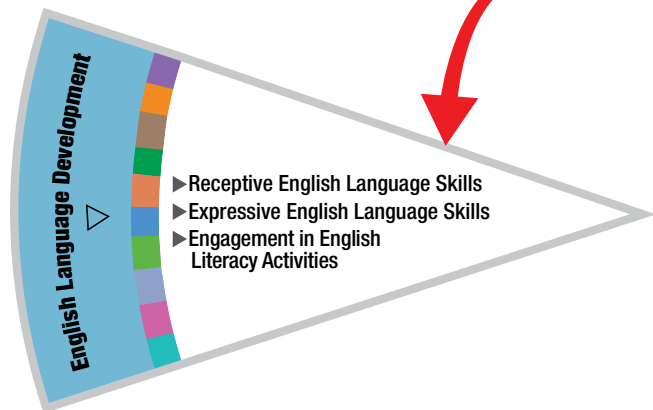 English Language Development
▶Receptive English Language Skills
▶Expressive English Language Skills
▶Engagement in English
Literacy Activities